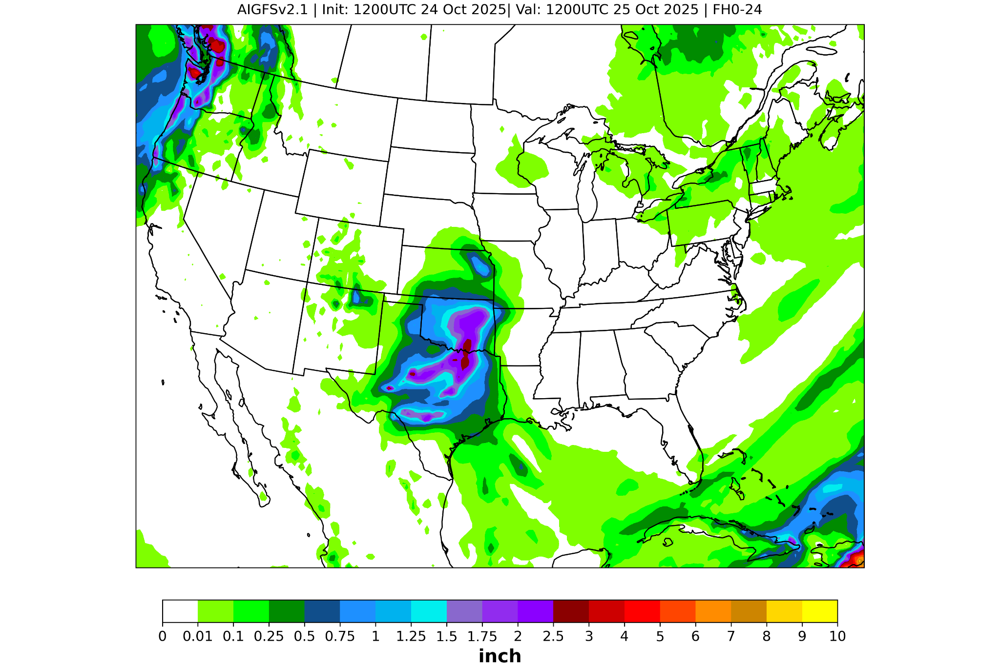 AIGFSv2.1 | Init: 1200UTC 24 Oct 2025| Val: 1200UTC 25 Oct 2025 | FH0-24
0 0.01 0.1 0.25 0.5 0.75 1 1.25 1.5 1.75 2 2.5 3 4 5 6 7 8 9 10
inch